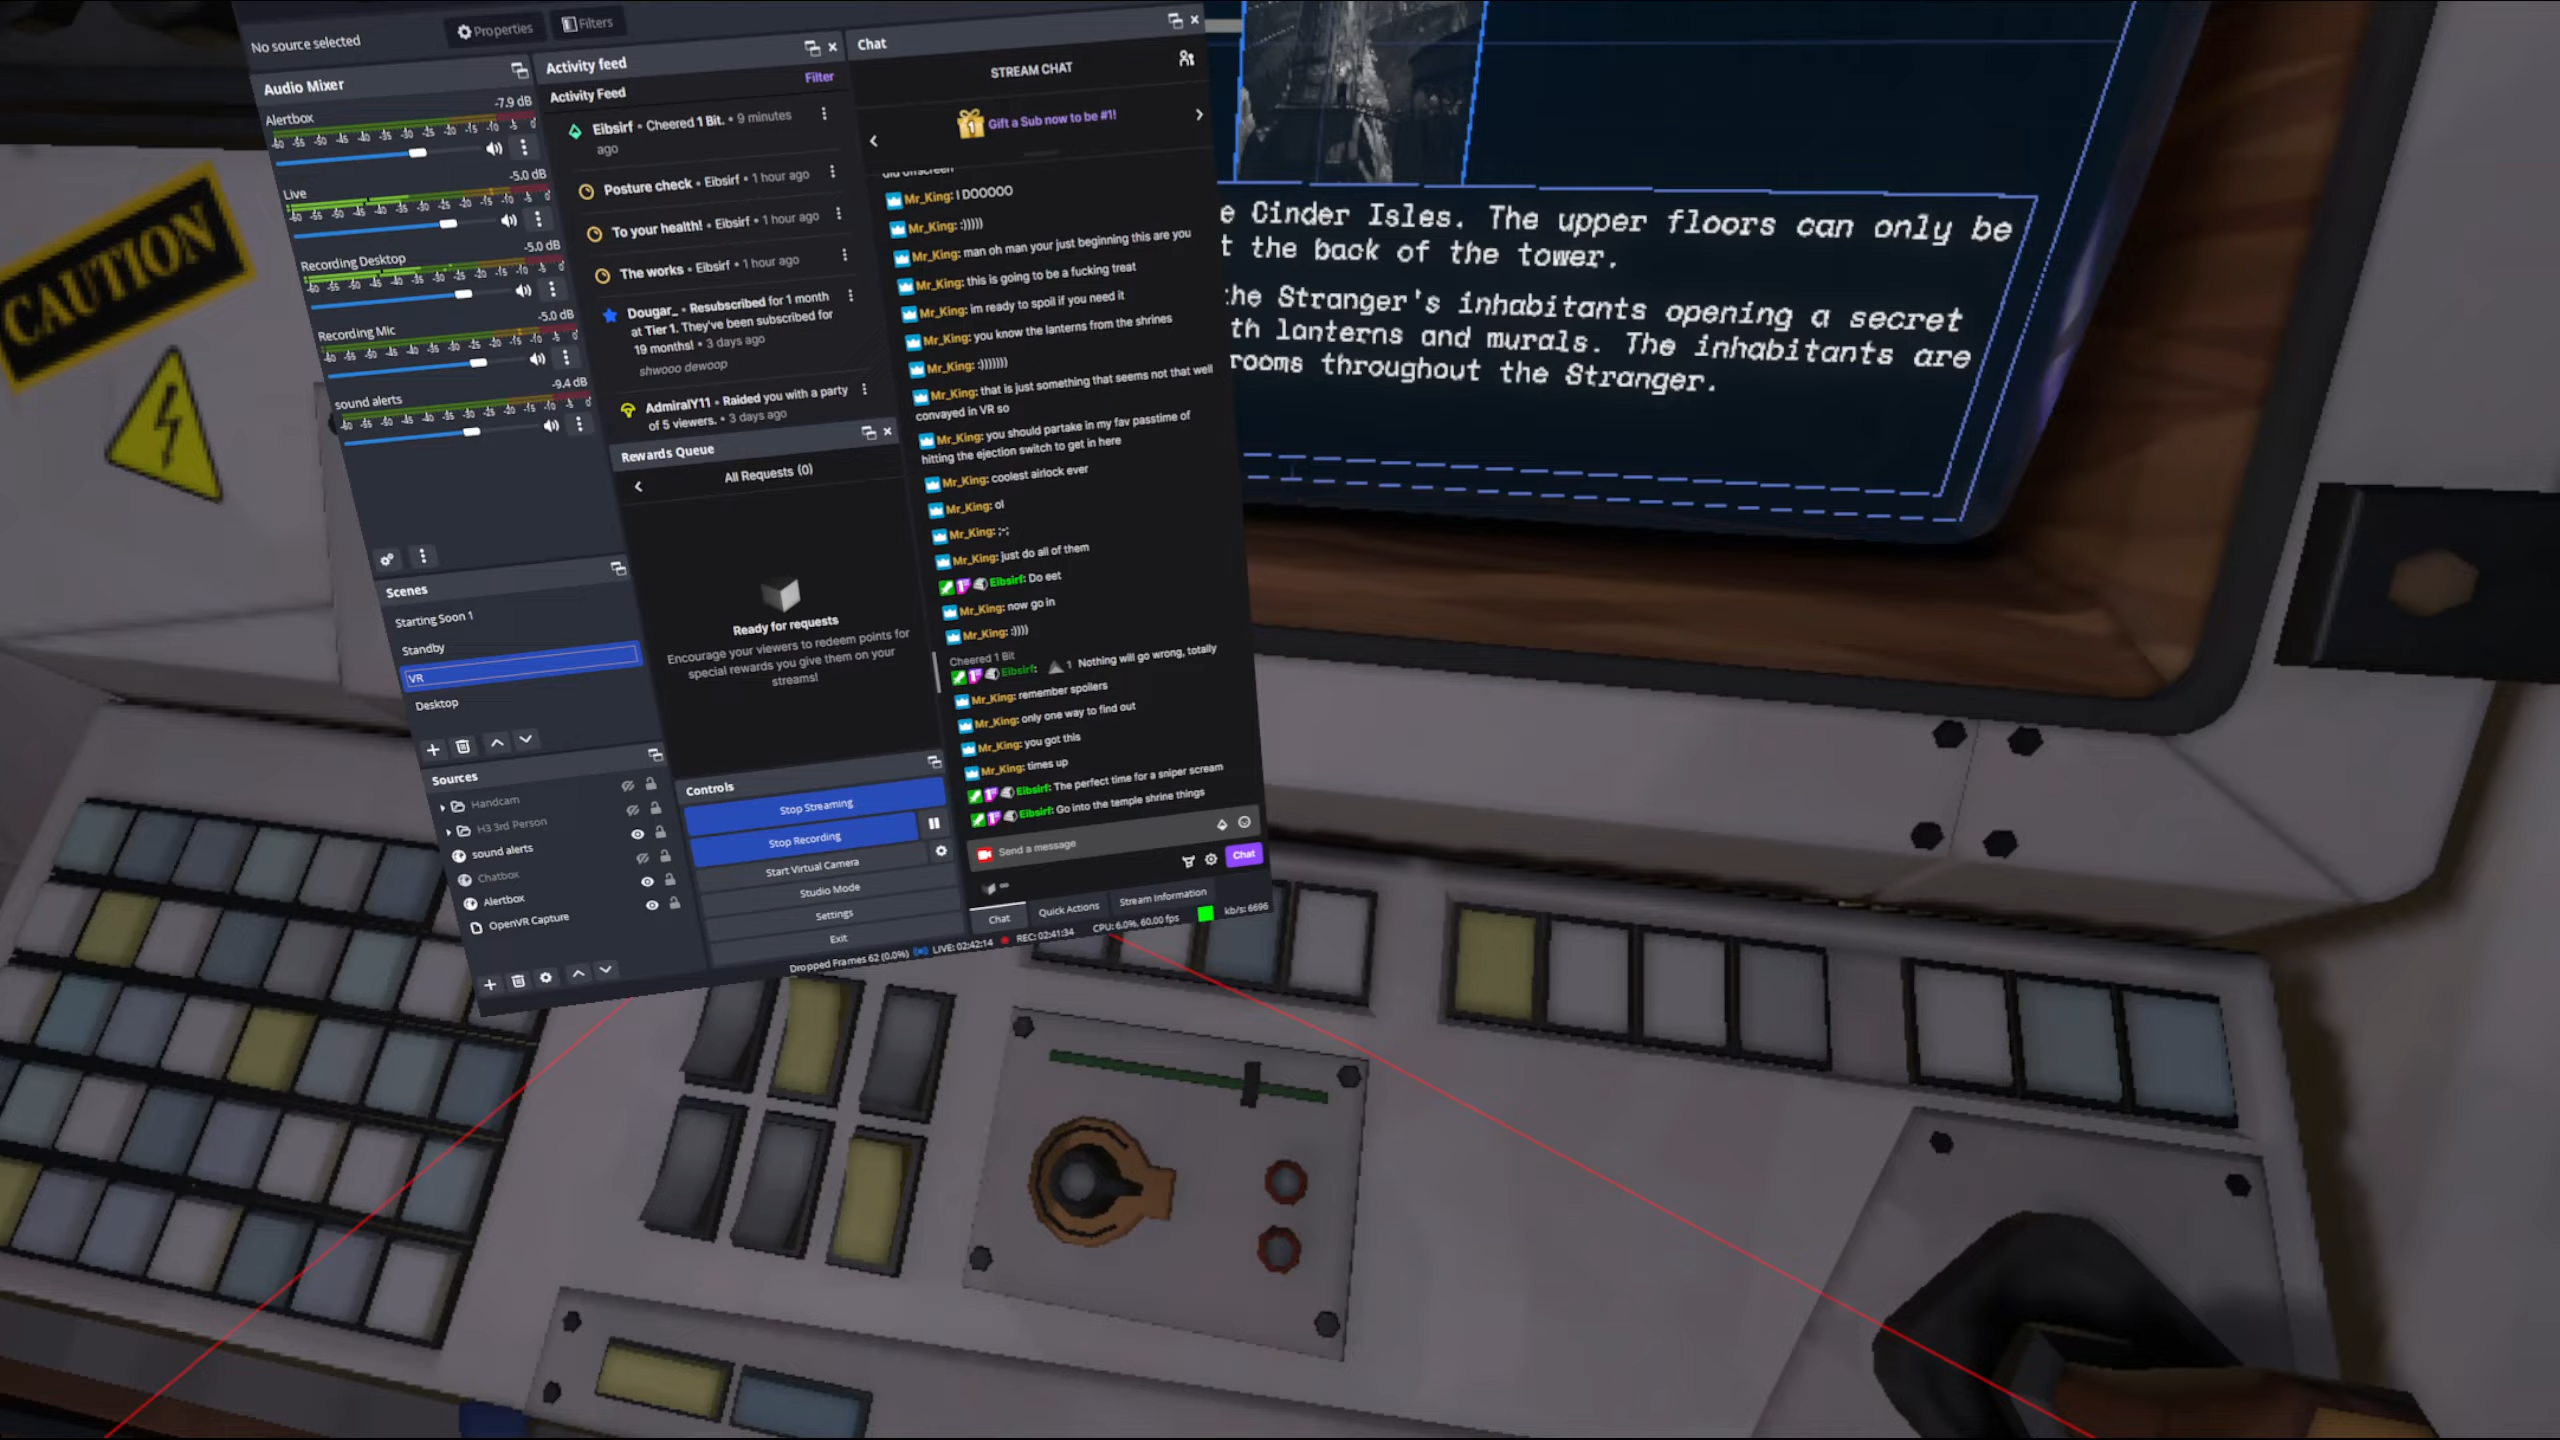 No source selected
Properties
Filters
Audio Mixer
Alertbox
-7.9 dB
Live
-5.0 dB
Recording Desktop
-5.0 dB
Recording Mic
-5.0 dB
sound alerts
-9.4 dB
Scenes
Starting Soon 1
Standby
VR
Desktop
Sources
Handcam
H3 3rd Person
sound alerts
Chatbox
Alertbox
OpenVR Capture
Activity feed
Filter
Activity Feed
Eibsirf • Cheered 1 Bit. • 9 minutes
ago
Posture check • Eibsirf • 1 hour ago
To your health! • Eibsirf • 1 hour ago
The works • Eibsirf • 1 hour ago
Dougar_ • Resubscribed for 1 month
at Tier 1. They've been subscribed for
19 months! • 3 days ago
shwooo dewoop
AdmiralY11 • Raided you with a party
of 5 viewers. • 3 days ago
Rewards Queue
All Requests (0)
Ready for requests
Encourage your viewers to redeem points for
special rewards you give them on your
streams!
Controls
Stop Streaming
Stop Recording
Start Virtual Camera
Studio Mode
Settings
Exit
Chat
STREAM CHAT
Gift a Sub now to be #1!
Mr_King: I DOOOOO
Mr_King: :)))))
Mr_King: man oh man your just beginning this are you
Mr_King: this is going to be a fucking treat
Mr_King: im ready to spoil if you need it
Mr_King: you know the lanterns from the shrines
Mr_King: :)))))))
Mr_King: that is just something that seems not that well
convayed in VR so
Mr_King: you should partake in my fav passtime of
hitting the ejection switch to get in here
Mr_King: coolest airlock ever
Mr_King: ol
Mr_King: ;-;
Mr_King: just do all of them
Eibsirf: Do eet
Mr_King: now go in
Mr_King: :))))
Cheered 1 Bit
Eibsirf: 1 Nothing will go wrong, totally
Mr_King: remember spoilers
Mr_King: only one way to find out
Mr_King: you got this
Mr_King: times up
Eibsirf: The perfect time for a sniper scream
Eibsirf: Go into the temple shrine things
Send a message
Chat
Chat
Quick Actions
Stream Information
Dropped Frames 62 (0.0%)
LIVE: 02:42:14
REC: 02:41:34
CPU: 6.0%, 60.00 fps
kb/s: 6696
CAUTION
e Cinder Isles. The upper floors can only be
t the back of the tower.
the Stranger's inhabitants opening a secret
th lanterns and murals. The inhabitants are
rooms throughout the Stranger.